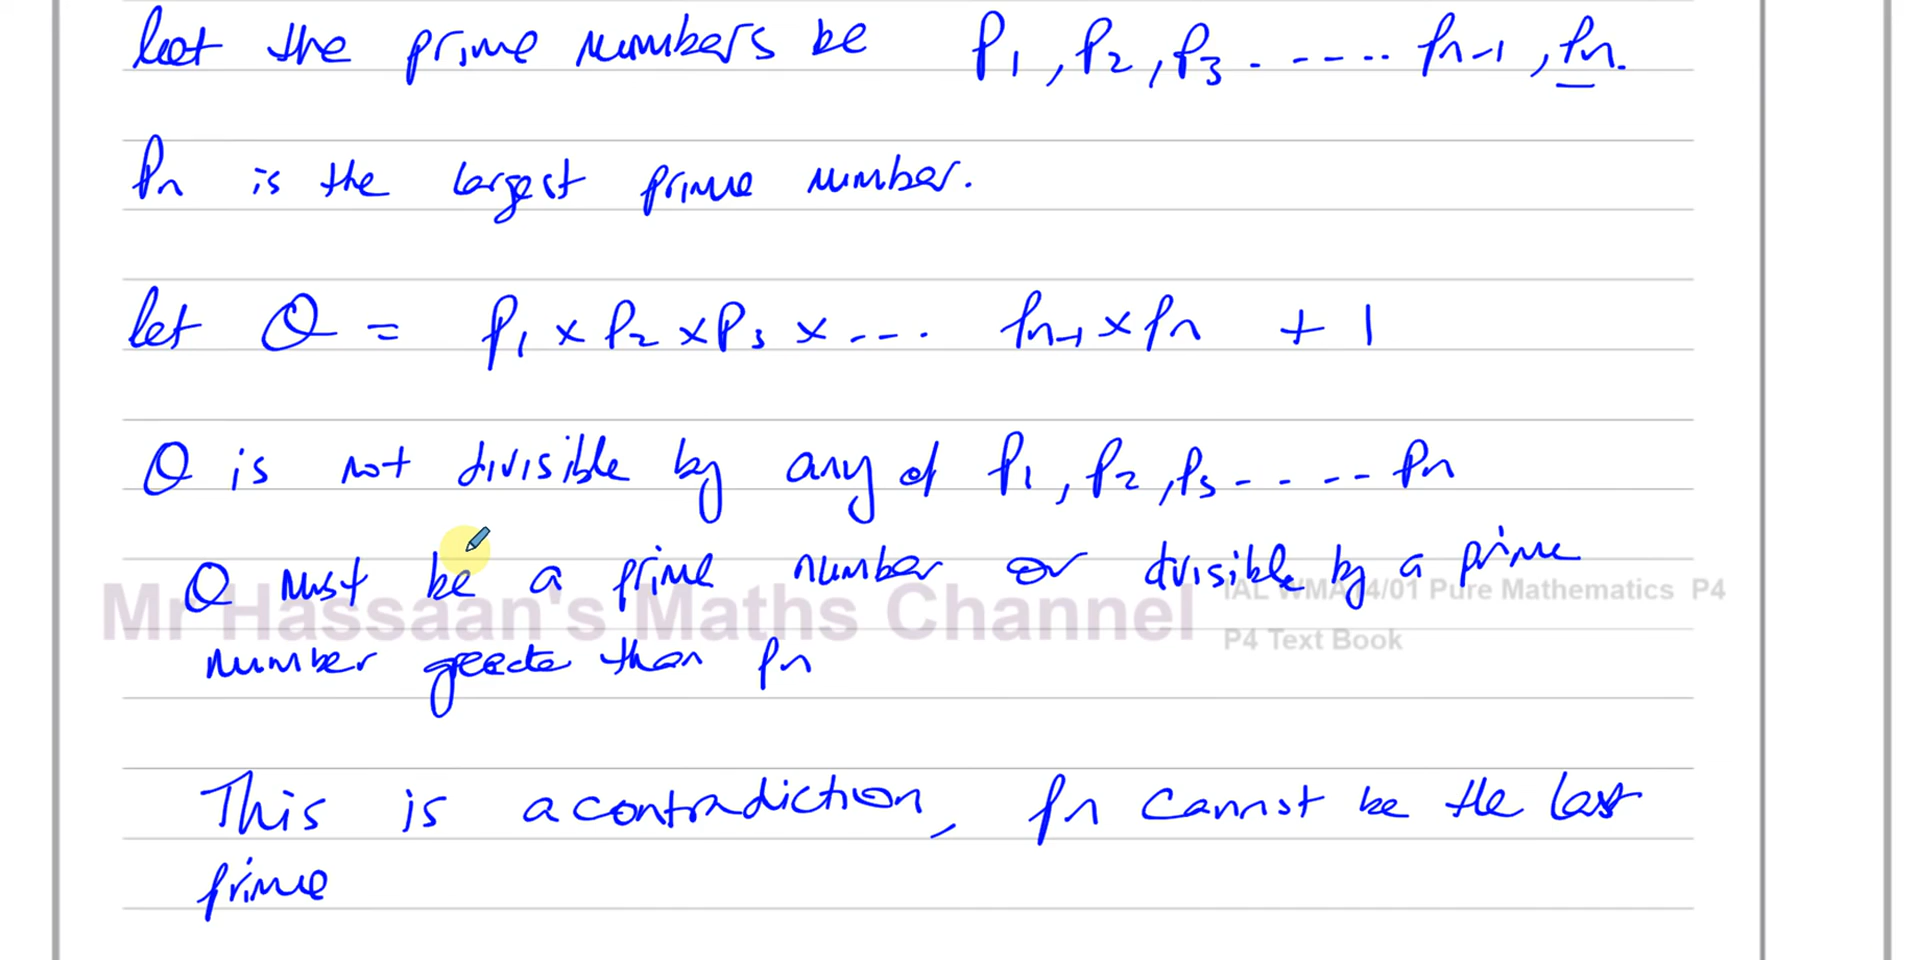 let the prime numbers be P1, P2, P3 . - - - .. Pn-1, Pn.
Pn is the largest prime number.
let Q = P1 x P2 x P3 x - - - . Pn-1 x Pn + 1
Q is not divisible by any of P1, P2, P3 - - - - - Pn
Q must be a prime number or divisible by a prime
Mr Hassaan's Maths Channel
IAL WMA14/01 Pure Mathematics P4
P4 Text Book
number greate than Pn
This is a contradiction, Pn cannot be the last
prime